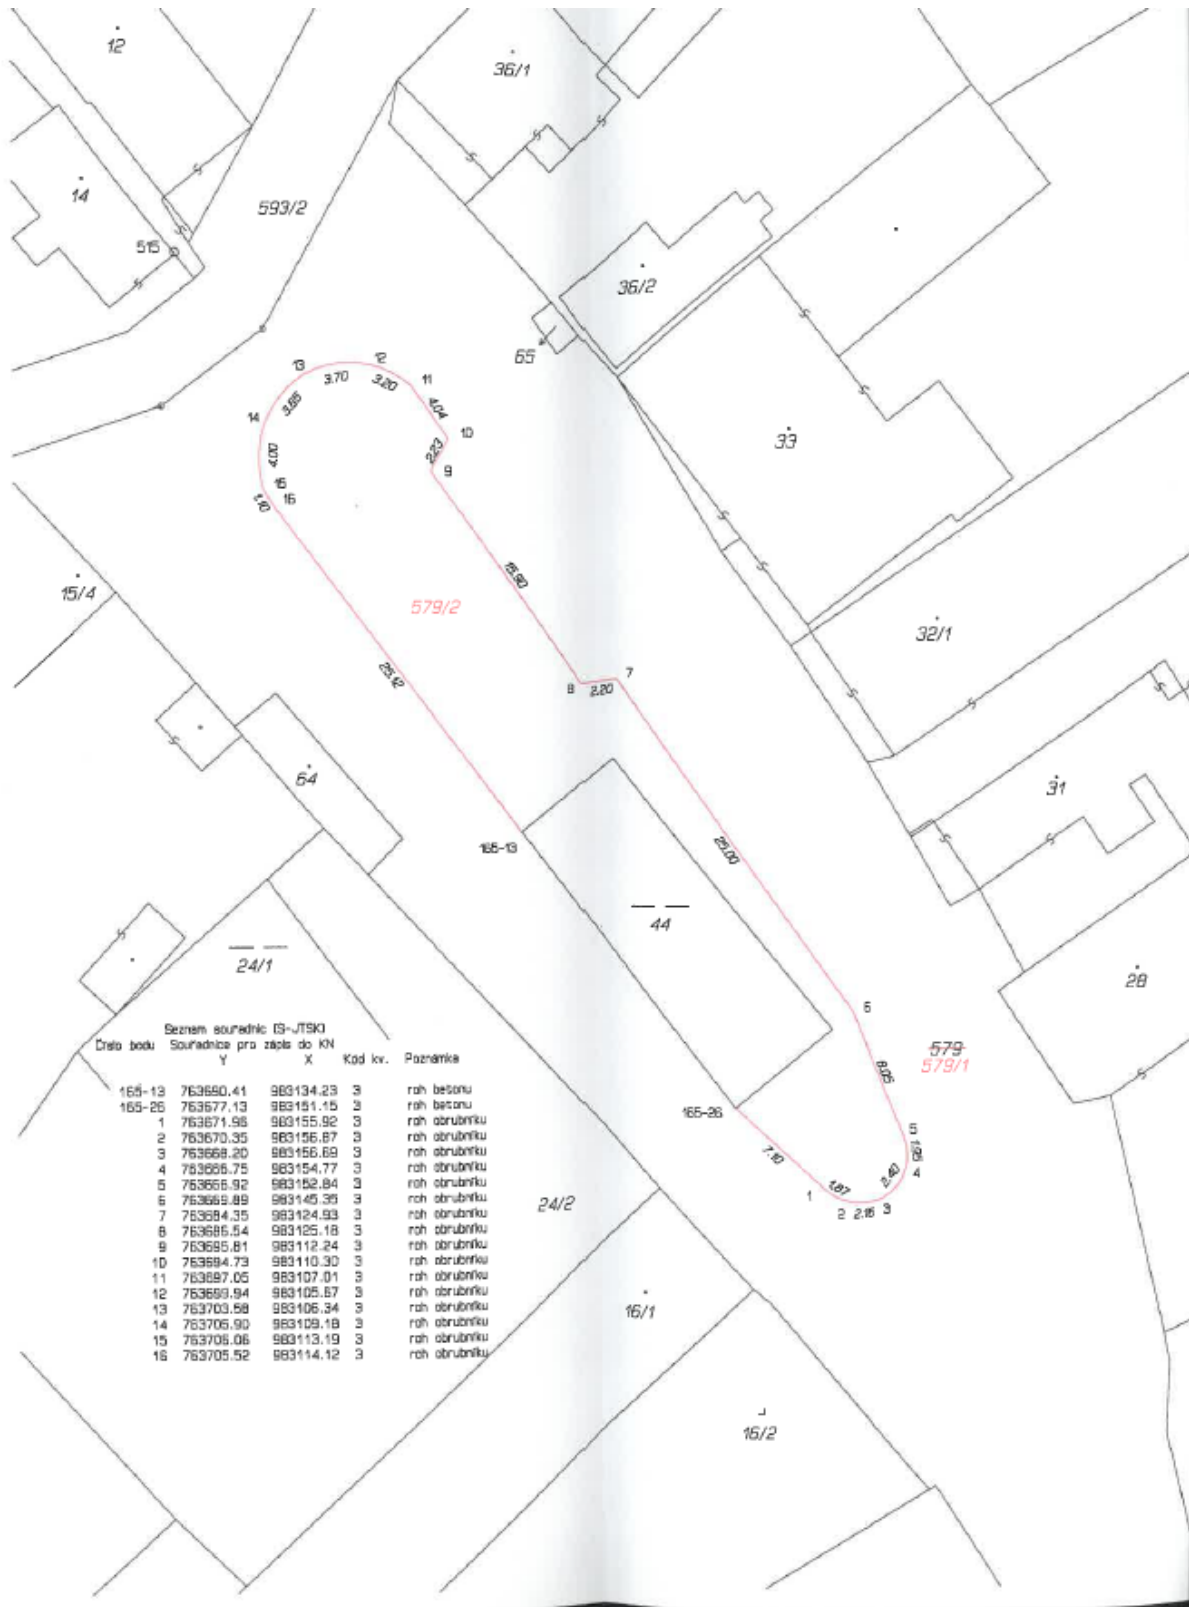 12
36/1
14
593/2
515
36/2
65
13
12
3.70
3.20
11
3.65
4.04
14
10
33
2.23
4.00
9
15
16
1.10
15.90
15/4
579/2
32/1
25.12
7
8
2.20
64
31
165-13
25.00
44
24/1
28
6
579
579/1
8.05
165-26
5
1.95
7.10
4
2.40
1.87
1
3
24/2
2
2.15
Seznam souřadnic (S-JTSK)
Číslo bodu Souřadnice pro zápis do KN
Y X Kód kv. Poznámka
165-13 763690.41 983134.23 3 roh betonu
165-26 763677.13 983151.15 3 roh betonu
1 763671.96 983155.92 3 roh obrubníku
2 763670.35 983156.87 3 roh obrubníku
3 763668.20 983156.69 3 roh obrubníku
4 763666.75 983154.77 3 roh obrubníku
5 763666.92 983152.84 3 roh obrubníku
6 763669.89 983145.35 3 roh obrubníku
7 763684.35 983124.93 3 roh obrubníku
8 763686.54 983125.18 3 roh obrubníku
9 763695.81 983112.24 3 roh obrubníku
10 763694.73 983110.30 3 roh obrubníku
11 763697.05 983107.01 3 roh obrubníku
12 763699.94 983105.67 3 roh obrubníku
13 763703.58 983106.34 3 roh obrubníku
14 763705.90 983109.18 3 roh obrubníku
15 763706.06 983113.19 3 roh obrubníku
16 763705.52 983114.12 3 roh obrubníku
16/1
16/2